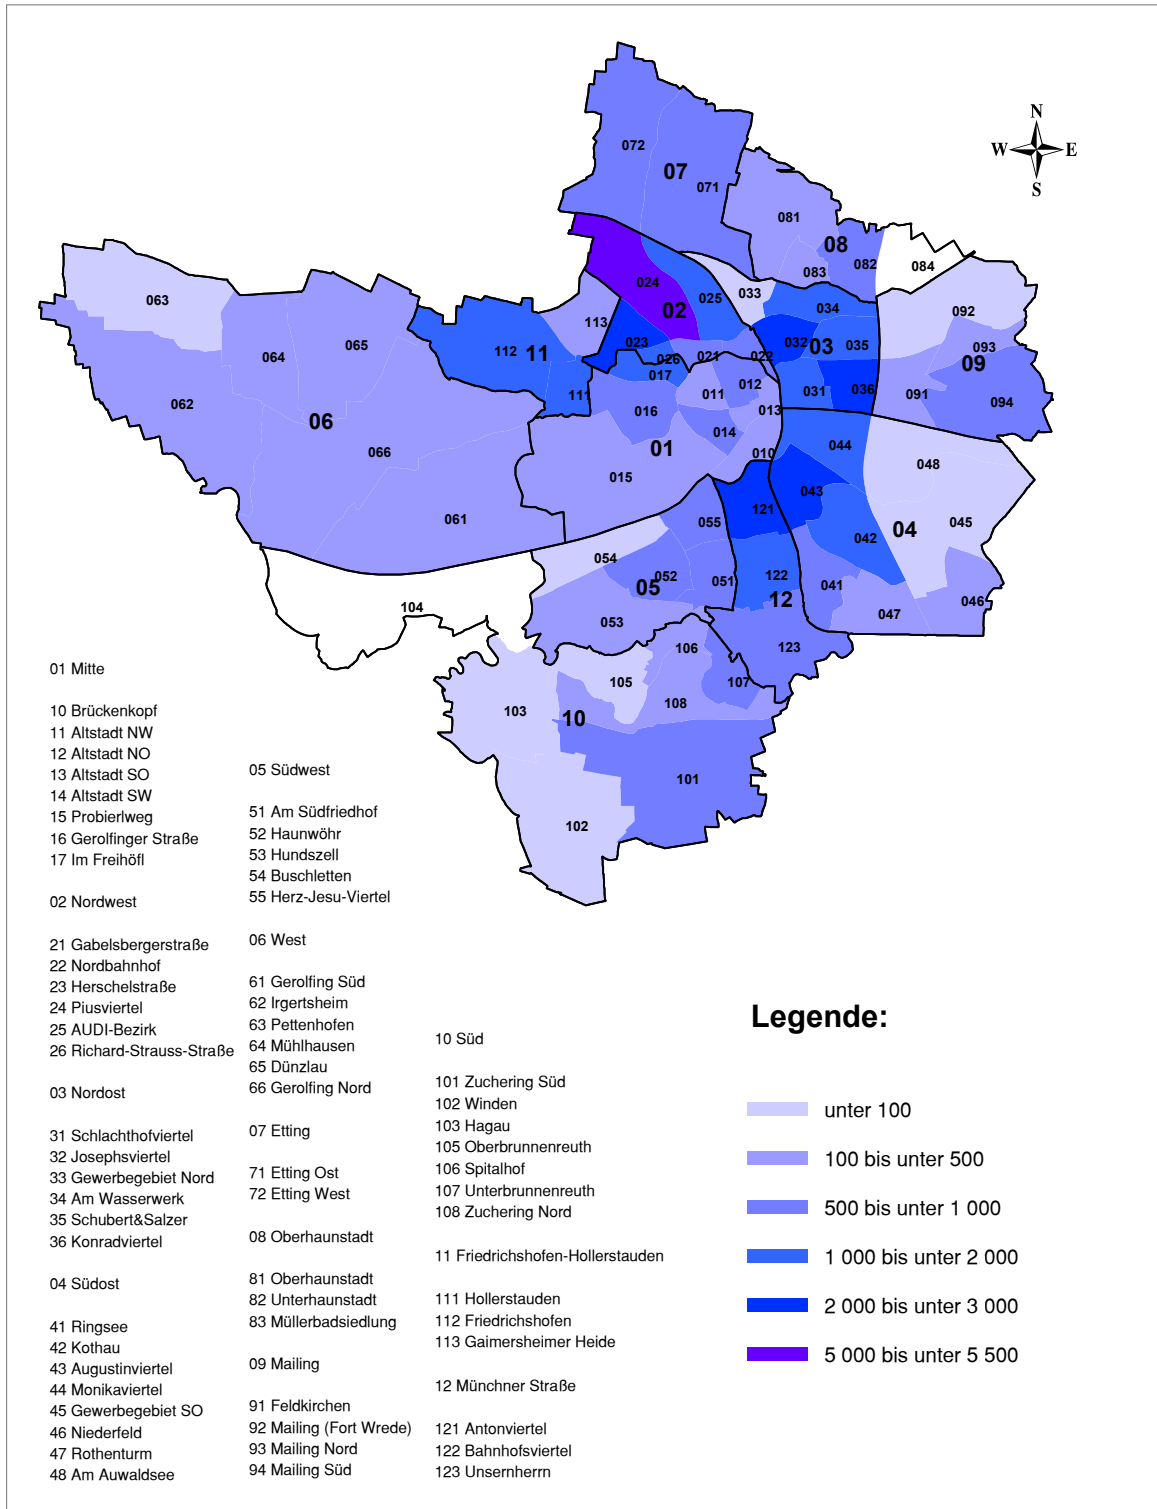 N
W E
S
072
07
071
081
08
082
083
084
063
024
02
025
033
034
092
113
064
065
112
11
023
026
021
022
032
03
035
093
09
017
111
062
016
011
012
013
031
036
091
094
06
014
01
010
044
066
015
048
043
121
061
055
04
045
042
054
052
05
051
122
12
041
046
047
053
104
106
123
105
107
108
103
10
101
102
01 Mitte
10 Brückenkopf
11 Altstadt NW
12 Altstadt NO
13 Altstadt SO
14 Altstadt SW
15 Probierlweg
16 Gerolfinger Straße
17 Im Freihöfl
02 Nordwest
21 Gabelsbergerstraße
22 Nordbahnhof
23 Herschelstraße
24 Piusviertel
25 AUDI-Bezirk
26 Richard-Strauss-Straße
03 Nordost
31 Schlachthofviertel
32 Josephsviertel
33 Gewerbegebiet Nord
34 Am Wasserwerk
35 Schubert&Salzer
36 Konradviertel
04 Südost
41 Ringsee
42 Kothau
43 Augustinviertel
44 Monikaviertel
45 Gewerbegebiet SO
46 Niederfeld
47 Rothenturm
48 Am Auwaldsee
05 Südwest
51 Am Südfriedhof
52 Haunwöhr
53 Hundszell
54 Buschletten
55 Herz-Jesu-Viertel
06 West
61 Gerolfing Süd
62 Irgertsheim
63 Pettenhofen
64 Mühlhausen
65 Dünzlau
66 Gerolfing Nord
07 Etting
71 Etting Ost
72 Etting West
08 Oberhaunstadt
81 Oberhaunstadt
82 Unterhaunstadt
83 Müllerbadsiedlung
09 Mailing
91 Feldkirchen
92 Mailing (Fort Wrede)
93 Mailing Nord
94 Mailing Süd
10 Süd
101 Zuchering Süd
102 Winden
103 Hagau
105 Oberbrunnenreuth
106 Spitalhof
107 Unterbrunnenreuth
108 Zuchering Nord
11 Friedrichshofen-Hollerstauden
111 Hollerstauden
112 Friedrichshofen
113 Gaimersheimer Heide
12 Münchner Straße
121 Antonviertel
122 Bahnhofsviertel
123 Unsernherrn
Legende:
unter 100
100 bis unter 500
500 bis unter 1 000
1 000 bis unter 2 000
2 000 bis unter 3 000
5 000 bis unter 5 500